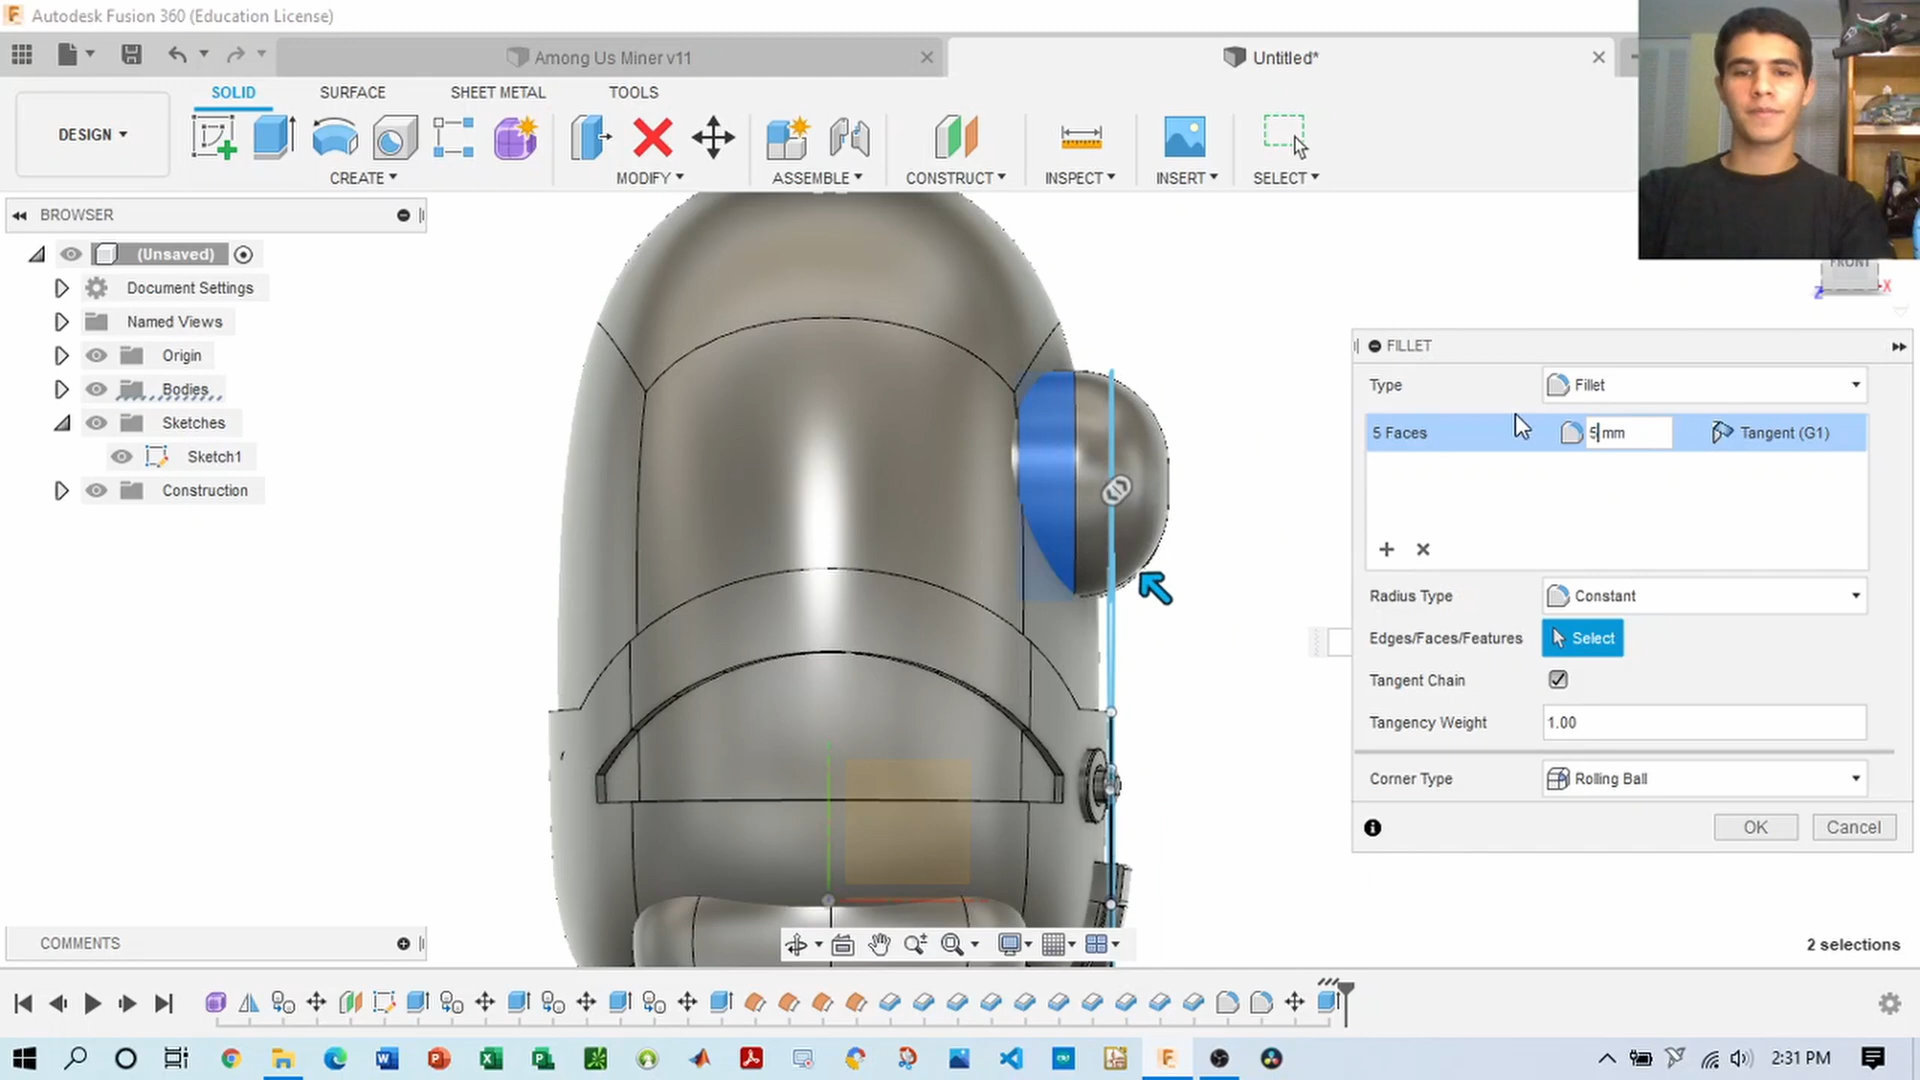 Autodesk Fusion 360 (Education License)
Among Us Miner v11
Untitled*
SOLID
SURFACE
SHEET METAL
TOOLS
DESIGN
CREATE
MODIFY
ASSEMBLE
CONSTRUCT
INSPECT
INSERT
SELECT
BROWSER
(Unsaved)
Document Settings
Named Views
Origin
Bodies
Sketches
Sketch1
Construction
FRONT
Z
X
FILLET
Type
Fillet
5 Faces
5 mm
Tangent (G1)
Radius Type
Constant
Edges/Faces/Features
Select
Tangent Chain
Tangency Weight
1.00
Corner Type
Rolling Ball
OK
Cancel
COMMENTS
2 selections
2:31 PM